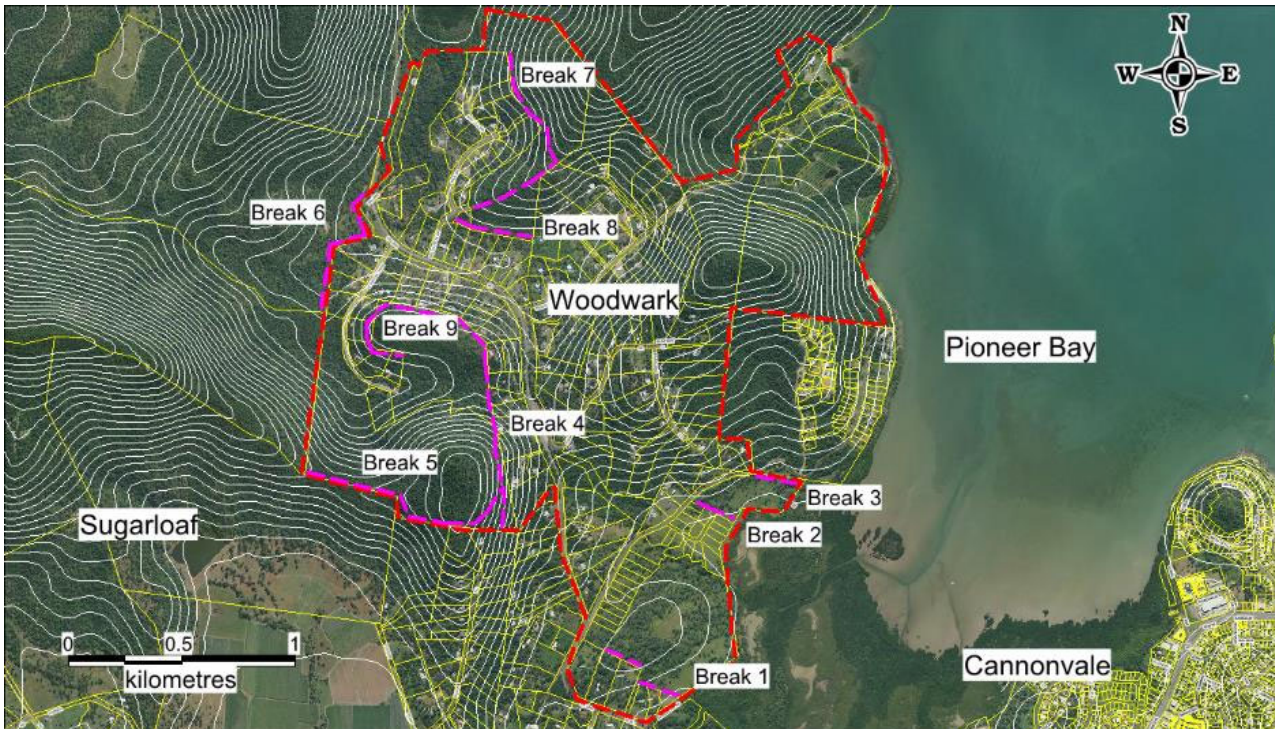 N
W
E
S
Break 7
Break 6
Break 8
Woodwark
Break 9
Pioneer Bay
Break 4
Break 5
Break 3
Sugarloaf
Break 2
0 0.5 1
kilometres
Break 1
Cannonvale